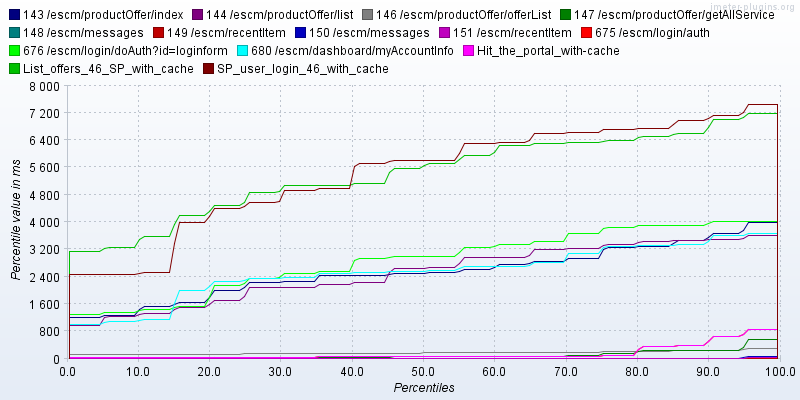 143 /escm/productOffer/index 144 /escm/productOffer/list 146 /escm/productOffer/offerList 147 /escm/productOffer/getAllService
148 /escm/messages 149 /escm/recentItem 150 /escm/messages 151 /escm/recentItem 675 /escm/login/auth
676 /escm/login/doAuth?id=loginform 680 /escm/dashboard/myAccountInfo Hit_the_portal_with-cache
List_offers_46_SP_with_cache SP_user_login_46_with_cache
jmeter-plugins.org
8 000
7 200
6 400
5 600
4 800
4 000
3 200
2 400
1 600
800
0
Percentile value in ms
0.0 10.0 20.0 30.0 40.0 50.0 60.0 70.0 80.0 90.0 100.0
Percentiles